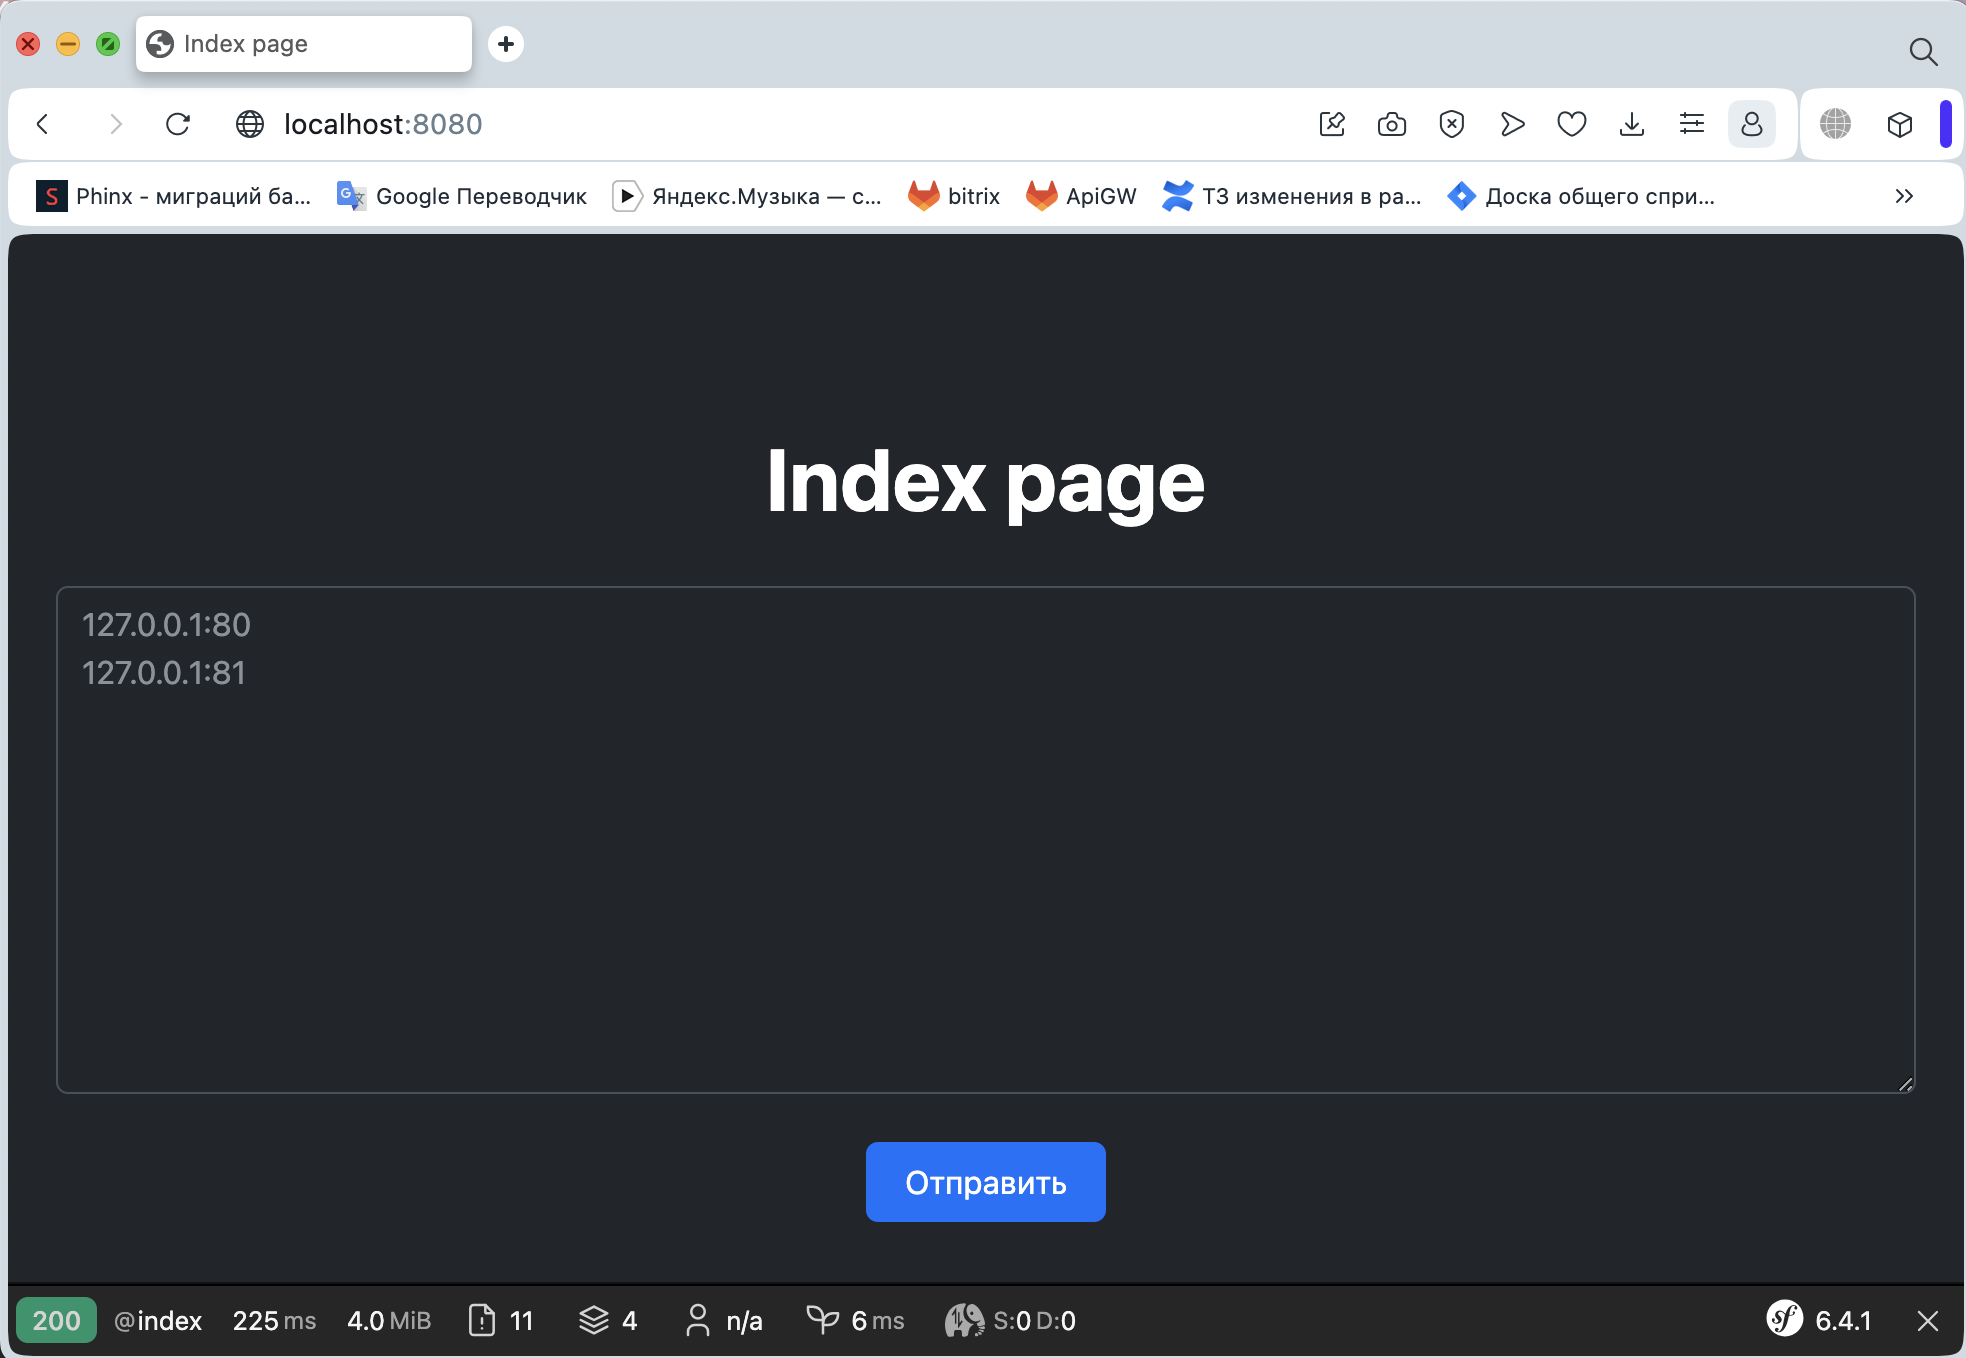 Index page
localhost:8080
Phinx - миграций ба...
Google Переводчик
Яндекс.Музыка — с...
bitrix
ApiGW
ТЗ изменения в ра...
Доска общего спри...
Index page
127.0.0.1:80
127.0.0.1:81
Отправить
200 @index 225 ms 4.0 MiB 11 4 n/a 6 ms S:0 D:0 6.4.1